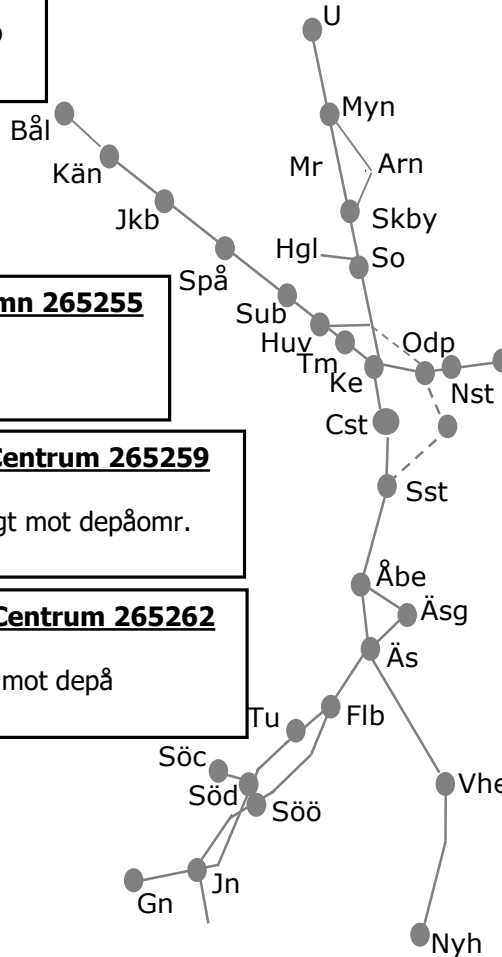 U
Myn
Bål
Mr
Arn
Kän
Jkb
Skby
Hgl
So
Spå
mn 265255
Sub
Huv
Odp
Tm
Ke
Nst
Cst
Centrum 265259
Sst
gt mot depåomr.
Åbe
Äsg
Centrum 265262
Äs
mot depå
Tu
Flb
Söc
Söd
Söö
Vhe
Jn
Gn
Nyh